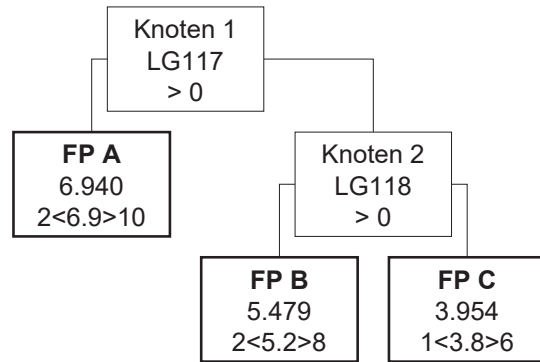 Knoten 1
LG117
> 0
FP A
6.940
2<6.9>10
Knoten 2
LG118
> 0
FP B
5.479
2<5.2>8
FP C
3.954
1<3.8>6